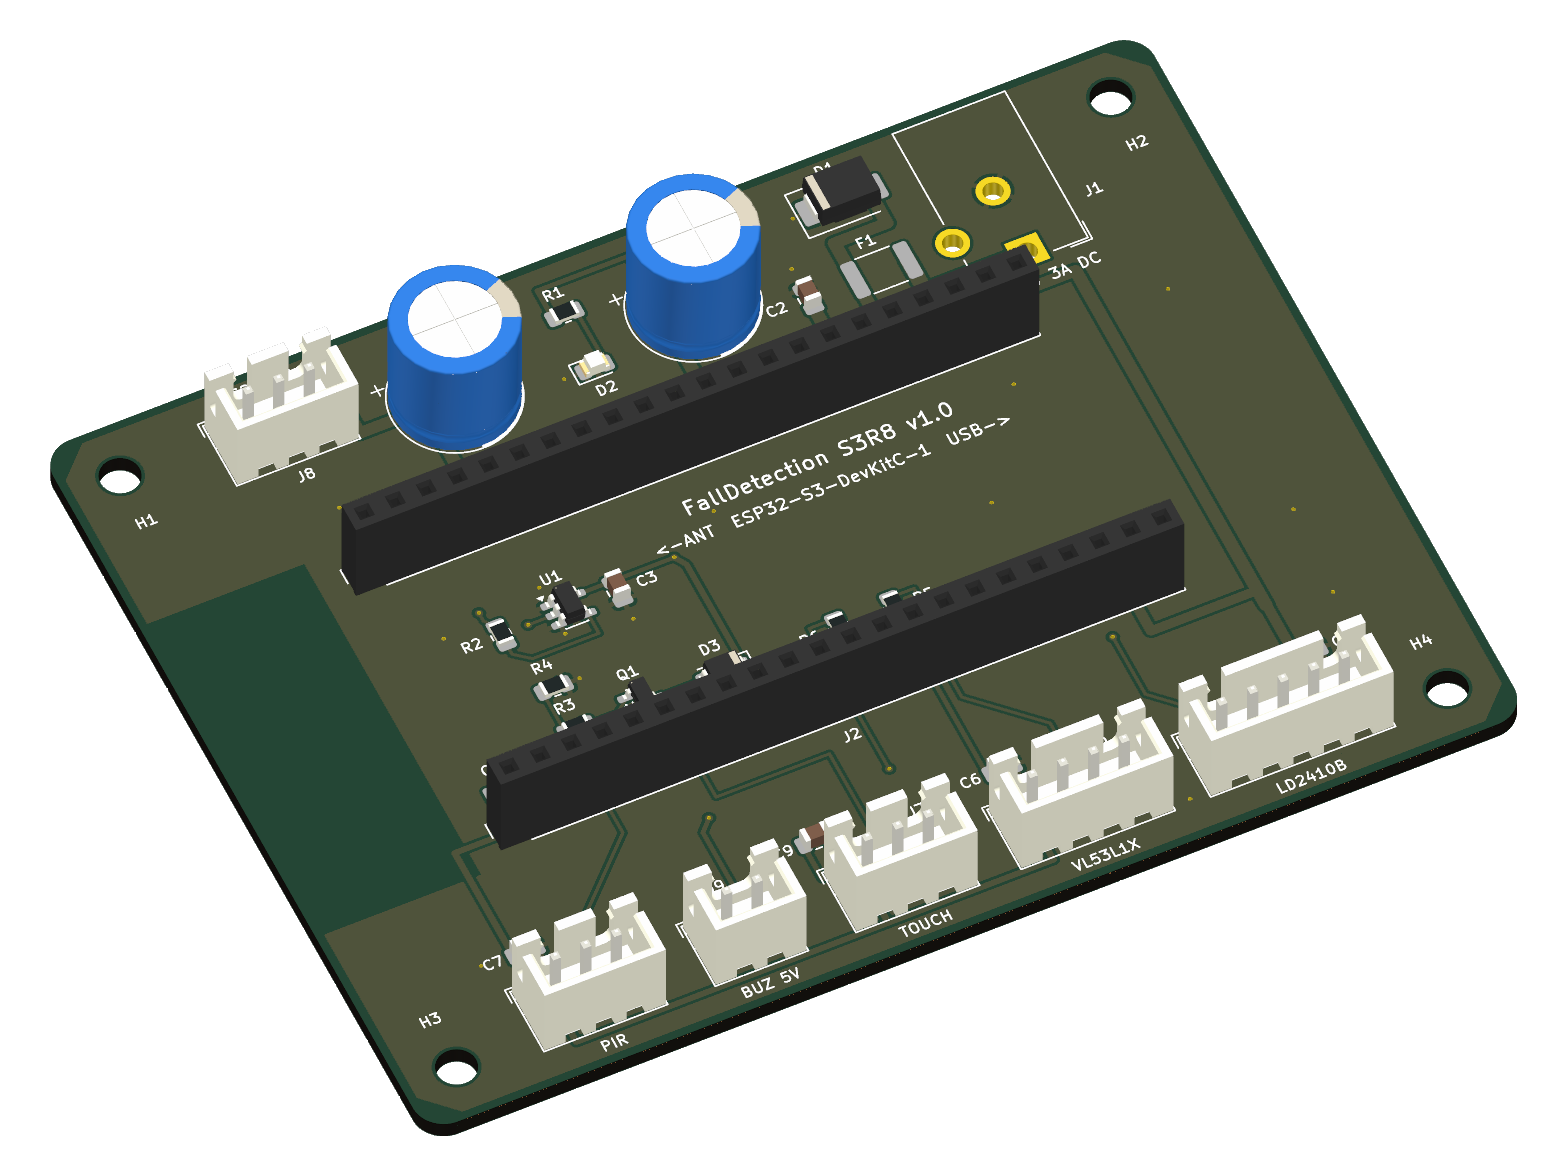 H2
J1
3A DC
F1
C2
R1
D2
J8
H1
FallDetection S3R8 v1.0
<-ANT ESP32-S3-DevKitC-1 USB->
U1
C3
R2
R4
R3
Q1
D3
J2
H4
LD2410B
C6
VL53L1X
TOUCH
BUZ 5V
C7
PIR
H3